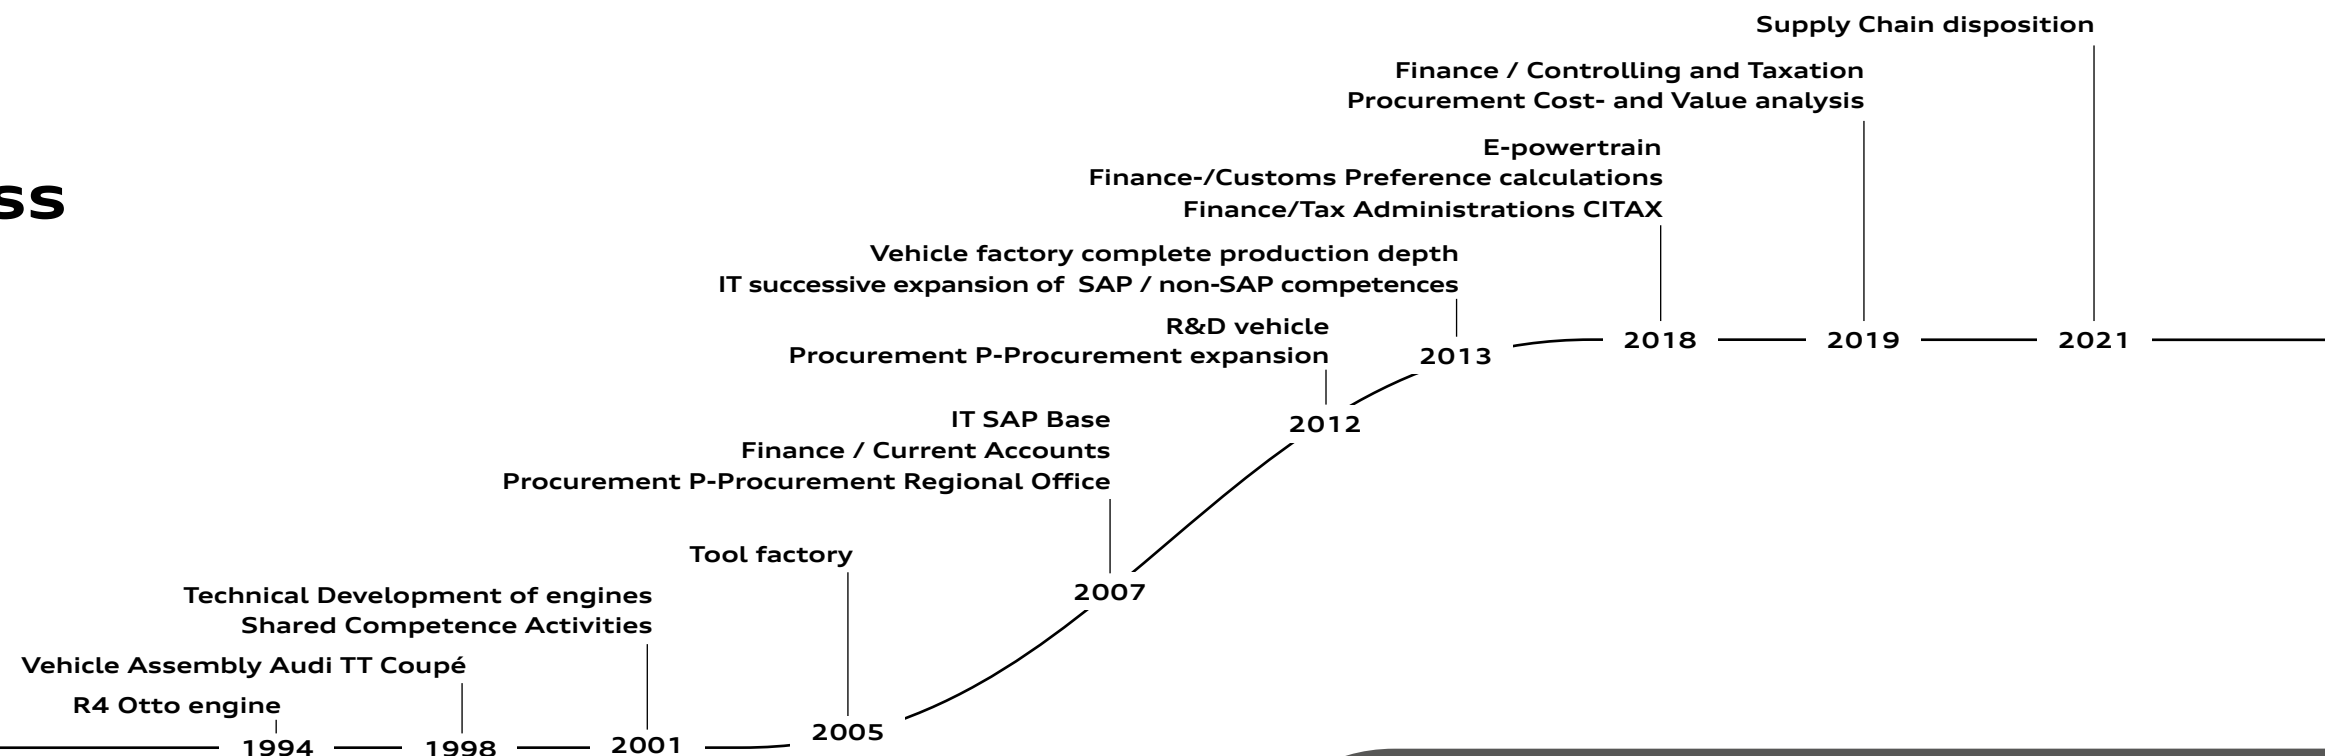 Supply Chain disposition
Finance / Controlling and Taxation
Procurement Cost- and Value analysis
E-powertrain
Finance-/Customs Preference calculations
Finance/Tax Administrations CITAX
ss
Vehicle factory complete production depth
IT successive expansion of SAP / non-SAP competences
R&D vehicle
Procurement P-Procurement expansion
2013
2018
2019
2021
IT SAP Base
Finance / Current Accounts
Procurement P-Procurement Regional Office
2012
Tool factory
2007
Technical Development of engines
Shared Competence Activities
Vehicle Assembly Audi TT Coupé
R4 Otto engine
1994
1998
2001
2005